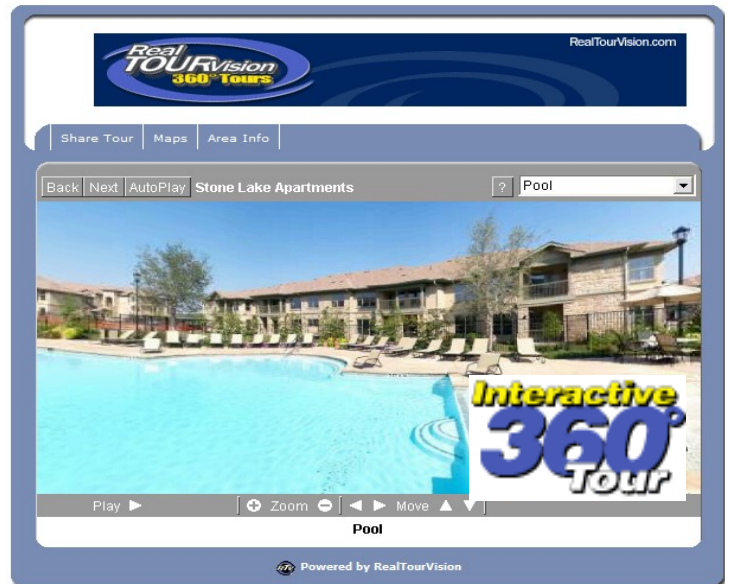 Real
TOURVision
360° Tours
RealTourVision.com
Share Tour Maps Area Info
Back Next AutoPlay Stone Lake Apartments ? Pool
Interactive
360°
Tour
Play Zoom Move
Pool
rtv Powered by RealTourVision